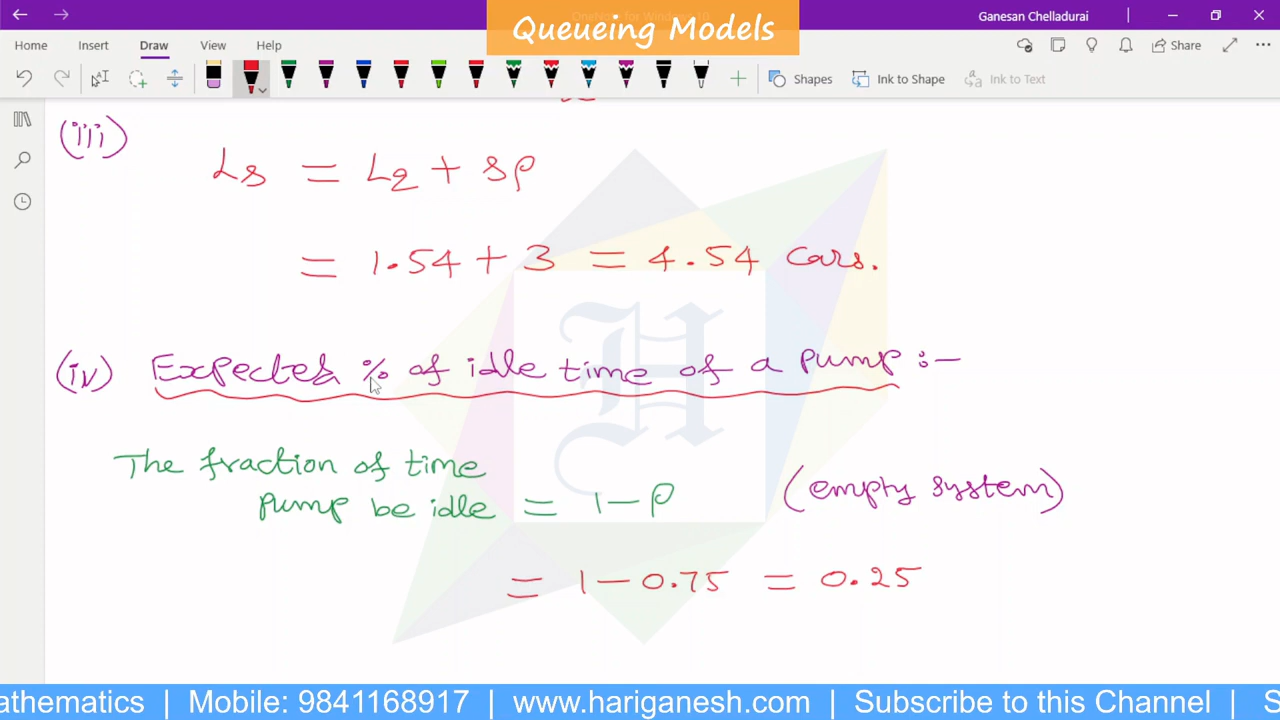 Queueing Models
Ganesan Chelladurai
Home Insert Draw View Help
Share
Shapes
Ink to Shape
Ink to Text
(iii)
Ls = Lq + sρ
= 1.54 + 3 = 4.54 cars.
(iv) Expected % of idle time of a pump :-
The fraction of time
pump be idle = 1 - ρ (empty system)
= 1 - 0.75 = 0.25
athematics | Mobile: 9841168917 | www.hariganesh.com | Subscribe to this Channel | S